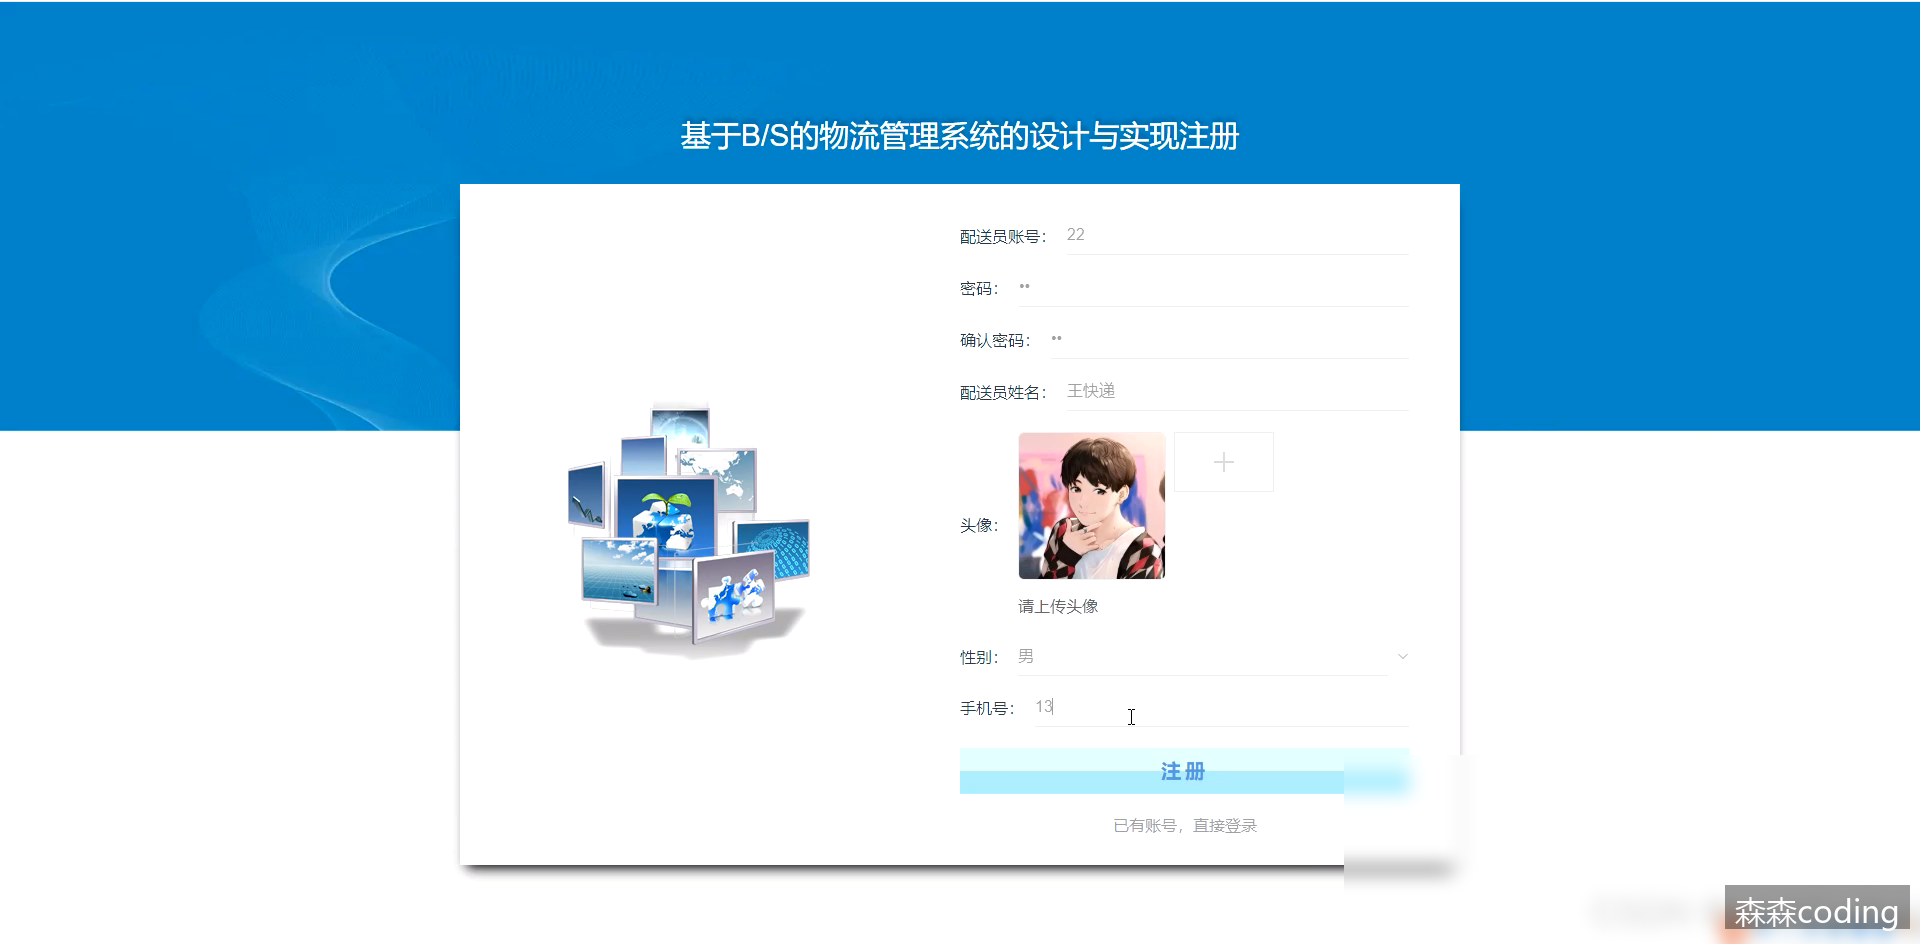 基于B/S的物流管理系统的设计与实现注册
配送员账号： 22
密码： ••
确认密码： ••
配送员姓名： 王快递
头像：
请上传头像
性别： 男
手机号： 13
注册
已有账号，直接登录
森森coding